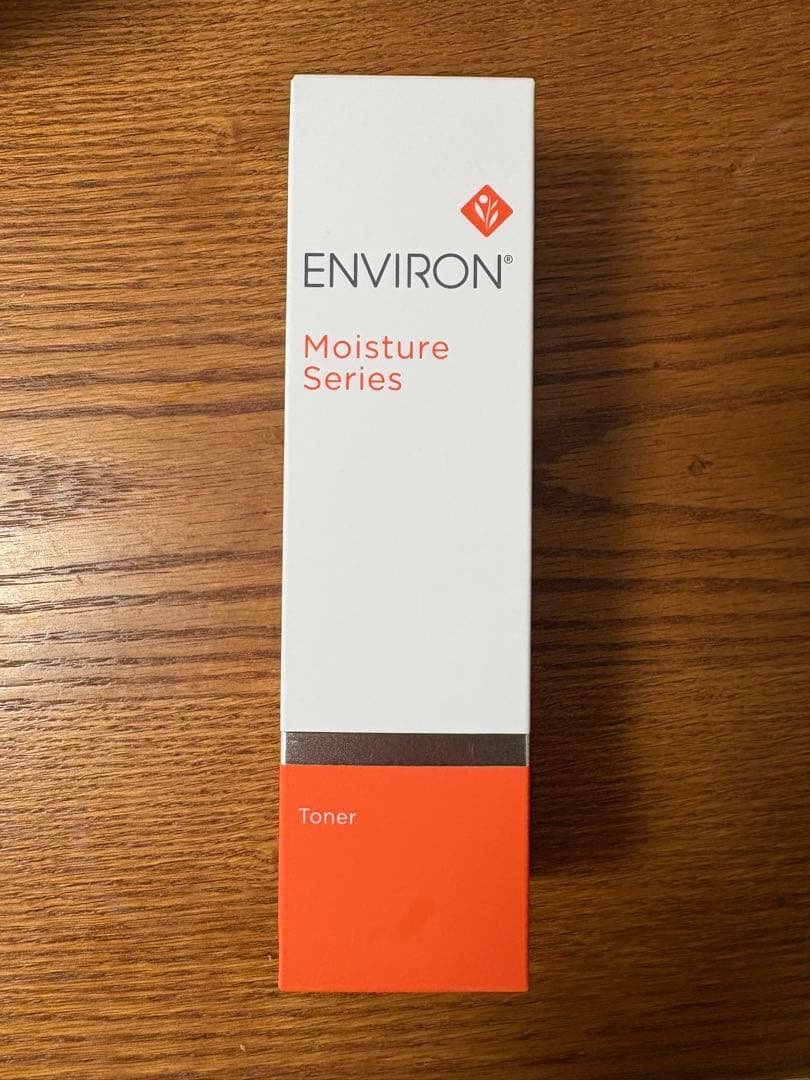 ENVIRON®
Moisture
Series
Toner